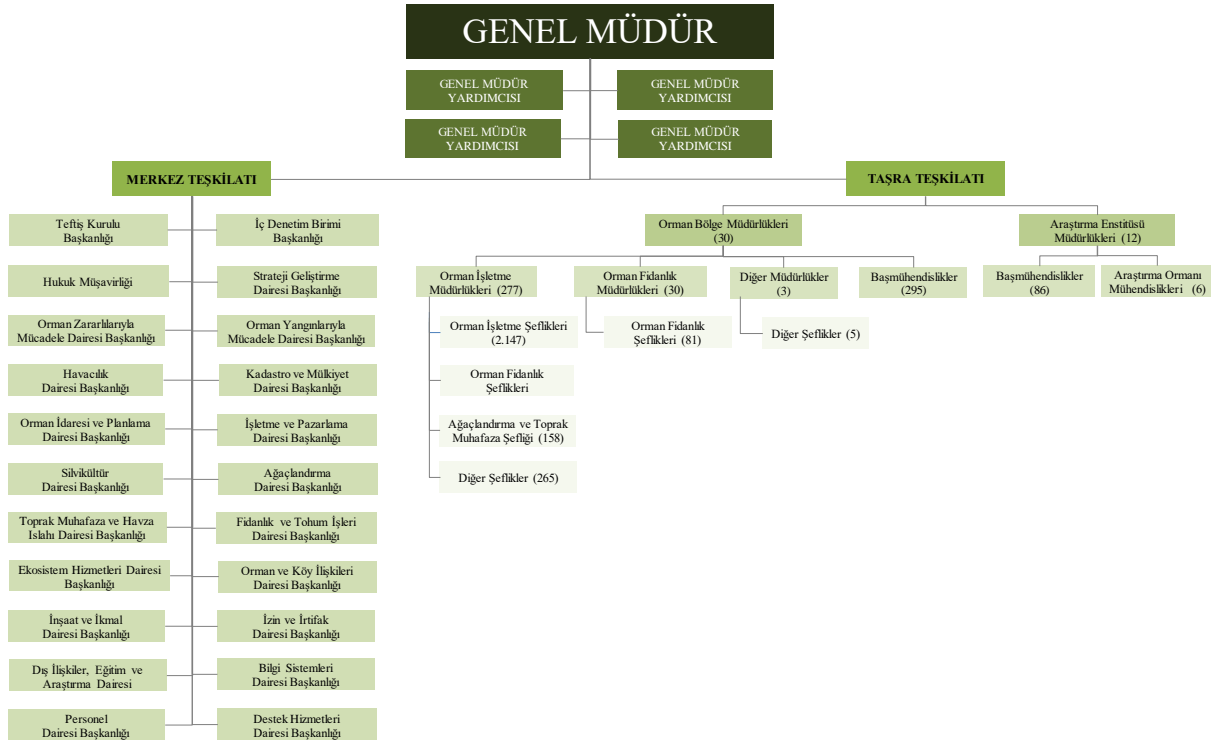 GENEL MÜDÜR
GENEL MÜDÜR
YARDIMCISI
GENEL MÜDÜR
YARDIMCISI
GENEL MÜDÜR
YARDIMCISI
GENEL MÜDÜR
YARDIMCISI
MERKEZ TEŞKİLATI
Teftiş Kurulu
Başkanlığı
İç Denetim Birimi
Başkanlığı
Hukuk Müşavirliği
Strateji Geliştirme
Dairesi Başkanlığı
Orman Zararlılarıyla
Mücadele Dairesi Başkanlığı
Orman Yangınlarıyla
Mücadele Dairesi Başkanlığı
Havacılık
Dairesi Başkanlığı
Kadastro ve Mülkiyet
Dairesi Başkanlığı
Orman İdaresi ve Planlama
Dairesi Başkanlığı
İşletme ve Pazarlama
Dairesi Başkanlığı
Silvikültür
Dairesi Başkanlığı
Ağaçlandırma
Dairesi Başkanlığı
Toprak Muhafaza ve Havza
Islahı Dairesi Başkanlığı
Fidanlık ve Tohum İşleri
Dairesi Başkanlığı
Ekosistem Hizmetleri Dairesi
Başkanlığı
Orman ve Köy İlişkileri
Dairesi Başkanlığı
İnşaat ve İkmal
Dairesi Başkanlığı
İzin ve İrtifak
Dairesi Başkanlığı
Dış İlişkiler, Eğitim ve
Araştırma Dairesi
Bilgi Sistemleri
Dairesi Başkanlığı
Personel
Dairesi Başkanlığı
Destek Hizmetleri
Dairesi Başkanlığı
TAŞRA TEŞKİLATI
Orman Bölge Müdürlükleri
(30)
Araştırma Enstitüsü
Müdürlükleri (12)
Orman İşletme
Müdürlükleri (277)
Orman Fidanlık
Müdürlükleri (30)
Diğer Müdürlükler
(3)
Başmühendislikler
(295)
Başmühendislikler
(86)
Araştırma Ormanı
Mühendislikleri (6)
Orman İşletme Şeflikleri
(2.147)
Orman Fidanlık
Şeflikleri (81)
Diğer Şeflikler (5)
Orman Fidanlık
Şeflikleri
Ağaçlandırma ve Toprak
Muhafaza Şefliği (158)
Diğer Şeflikler (265)